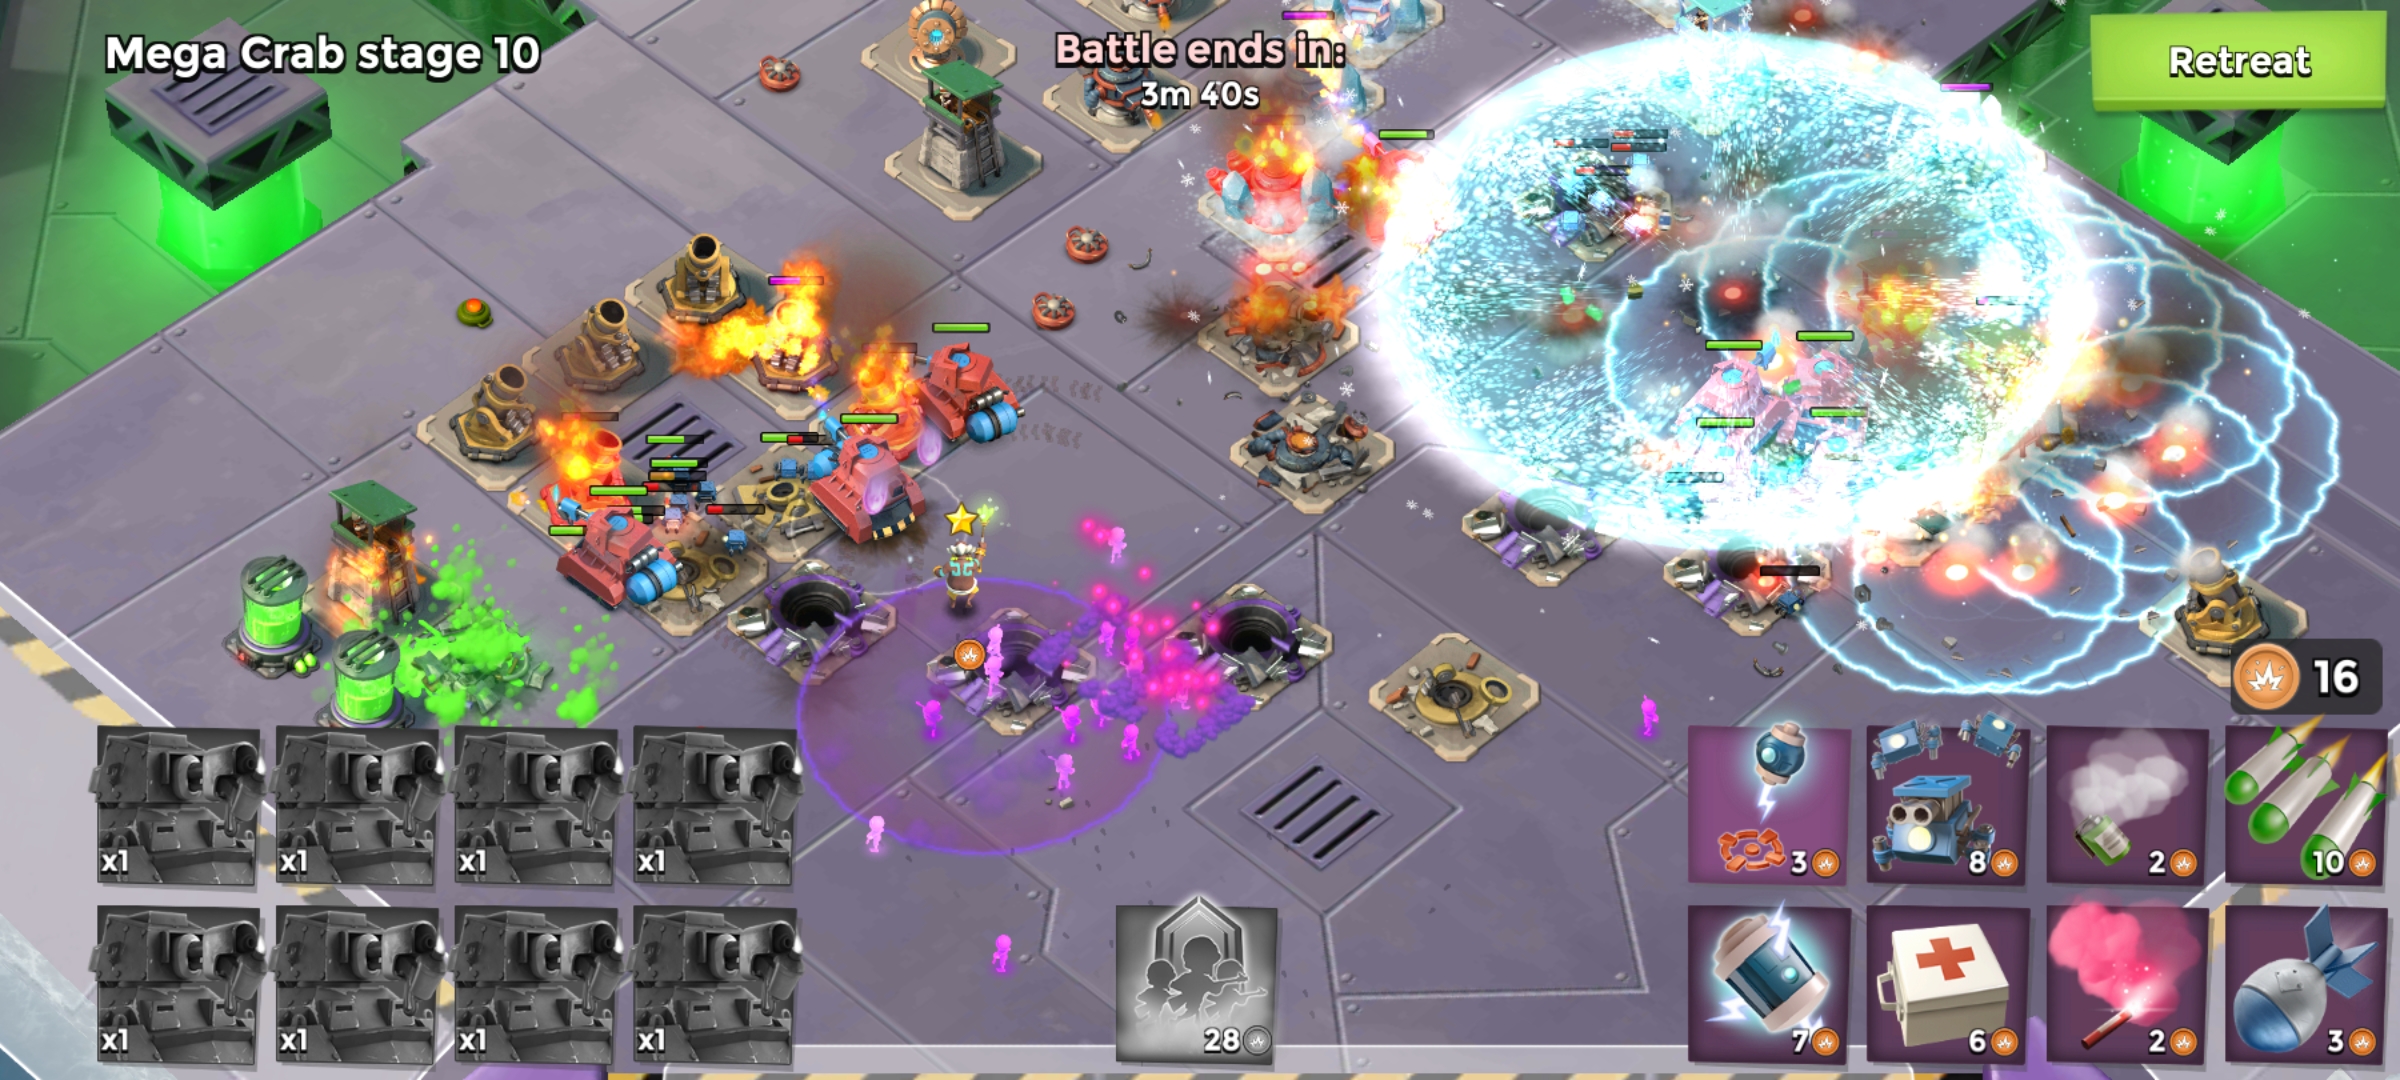 Mega Crab stage 10
Battle ends in:
3m 40s
Retreat
52
16
x1 x1 x1 x1
3 8 2 10
x1 x1 x1 x1
28
7 6 2 3